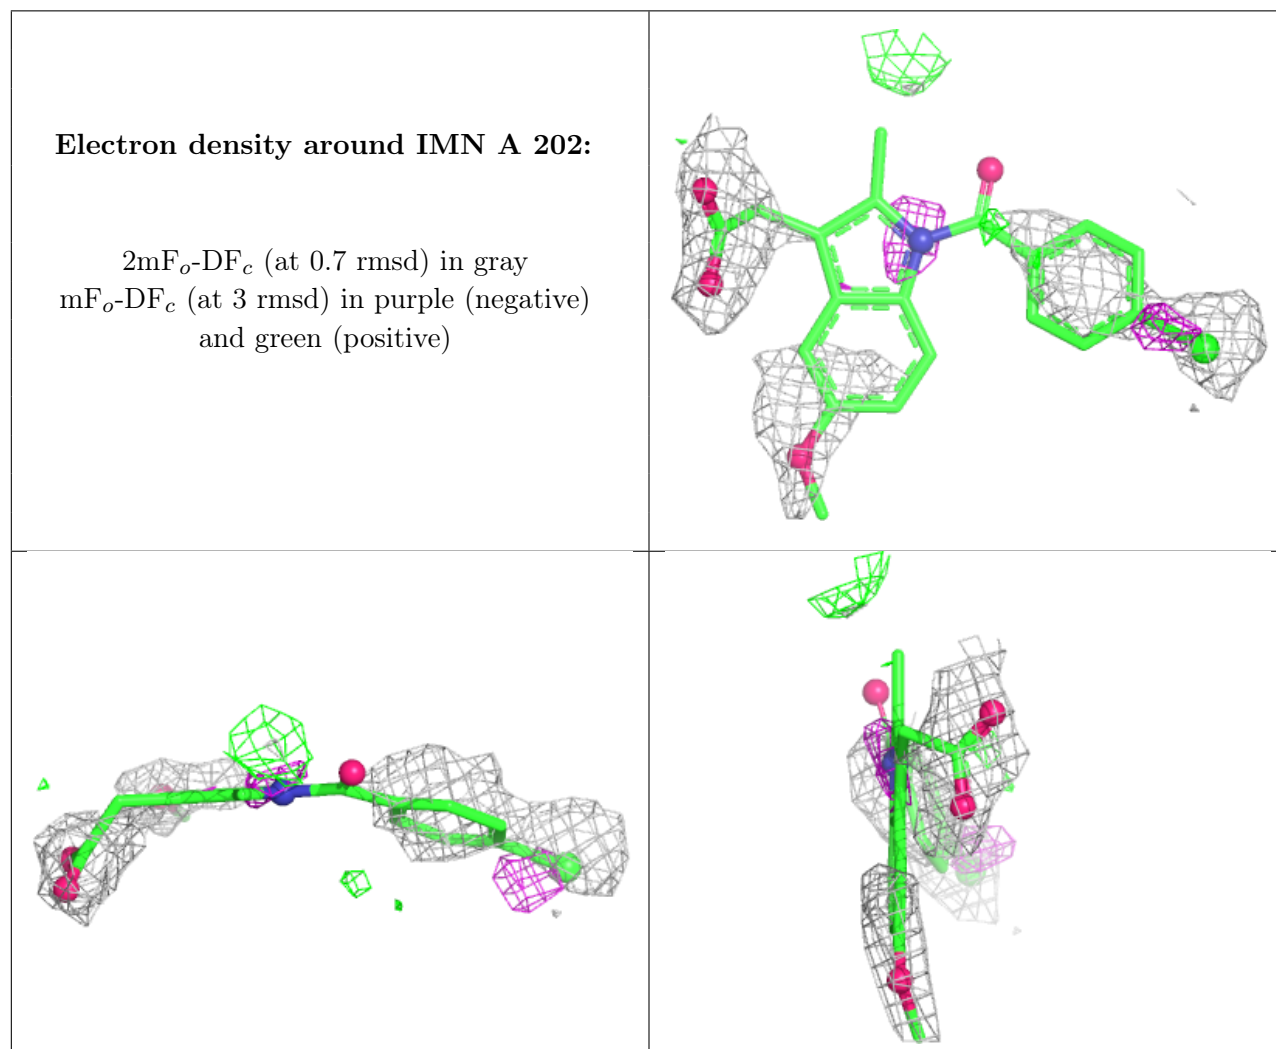 Electron density around IMN A 202:
2mFo-DFc (at 0.7 rmsd) in gray
mFo-DFc (at 3 rmsd) in purple (negative)
and green (positive)